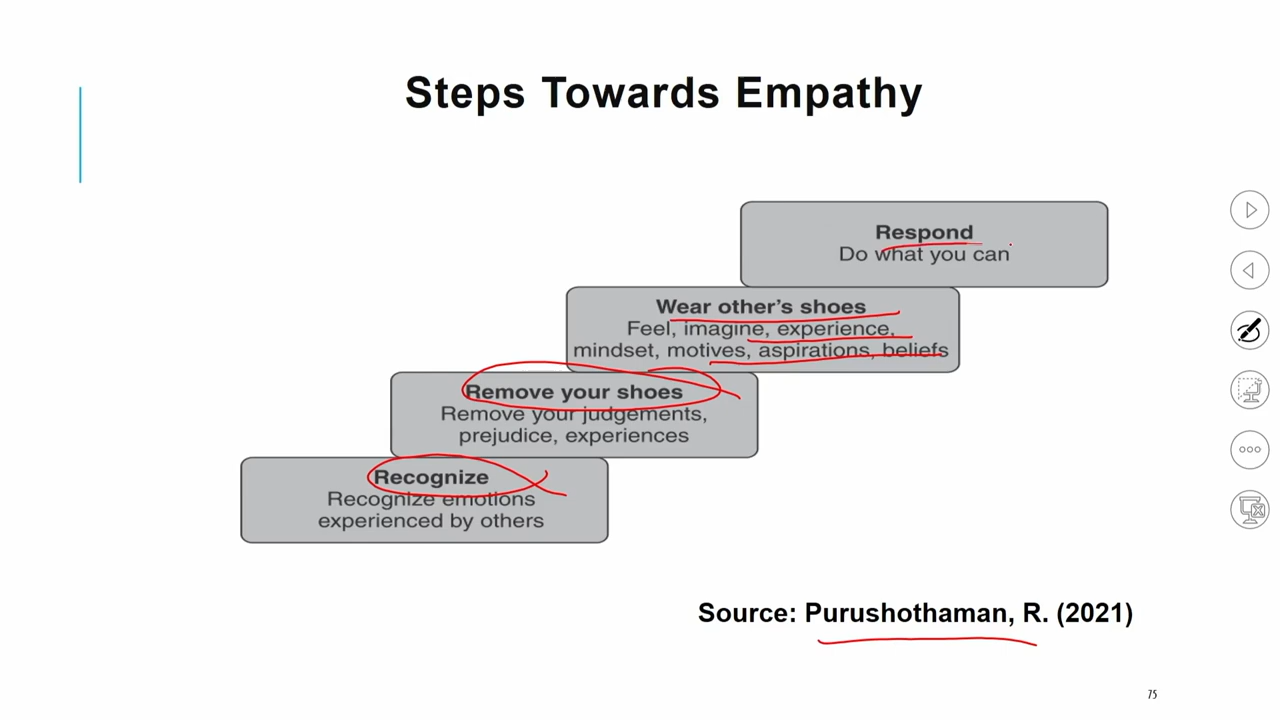 Steps Towards Empathy
Respond
Do what you can
Wear other's shoes
Feel, imagine, experience,
mindset, motives, aspirations, beliefs
Remove your shoes
Remove your judgements,
prejudice, experiences
Recognize
Recognize emotions
experienced by others
Source: Purushothaman, R. (2021)
75